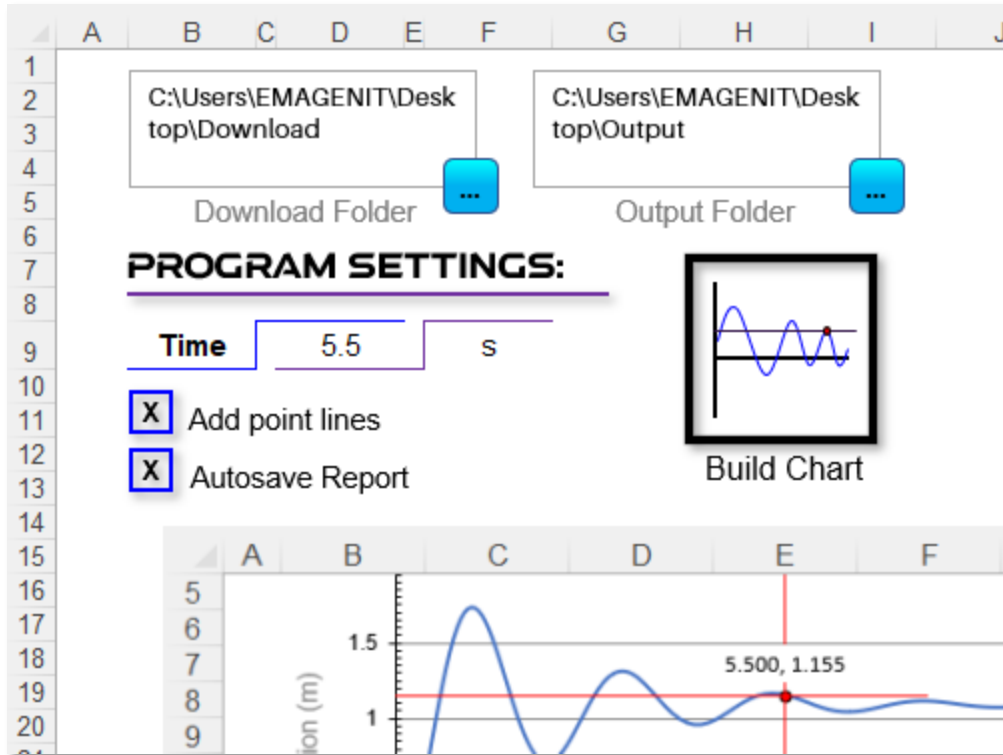 A B C D E F G H I J
1
2
3
4
5
6
7
8
9
10
11
12
13
14
15
16
17
18
19
20
C:\Users\EMAGENIT\Desk
top\Download
...
Download Folder
C:\Users\EMAGENIT\Desk
top\Output
...
Output Folder
PROGRAM SETTINGS:
Time 5.5 s
X Add point lines
X Autosave Report
Build Chart
A B C D E F
5
6
7
8
9
1.5
1
5.500, 1.155
(m)